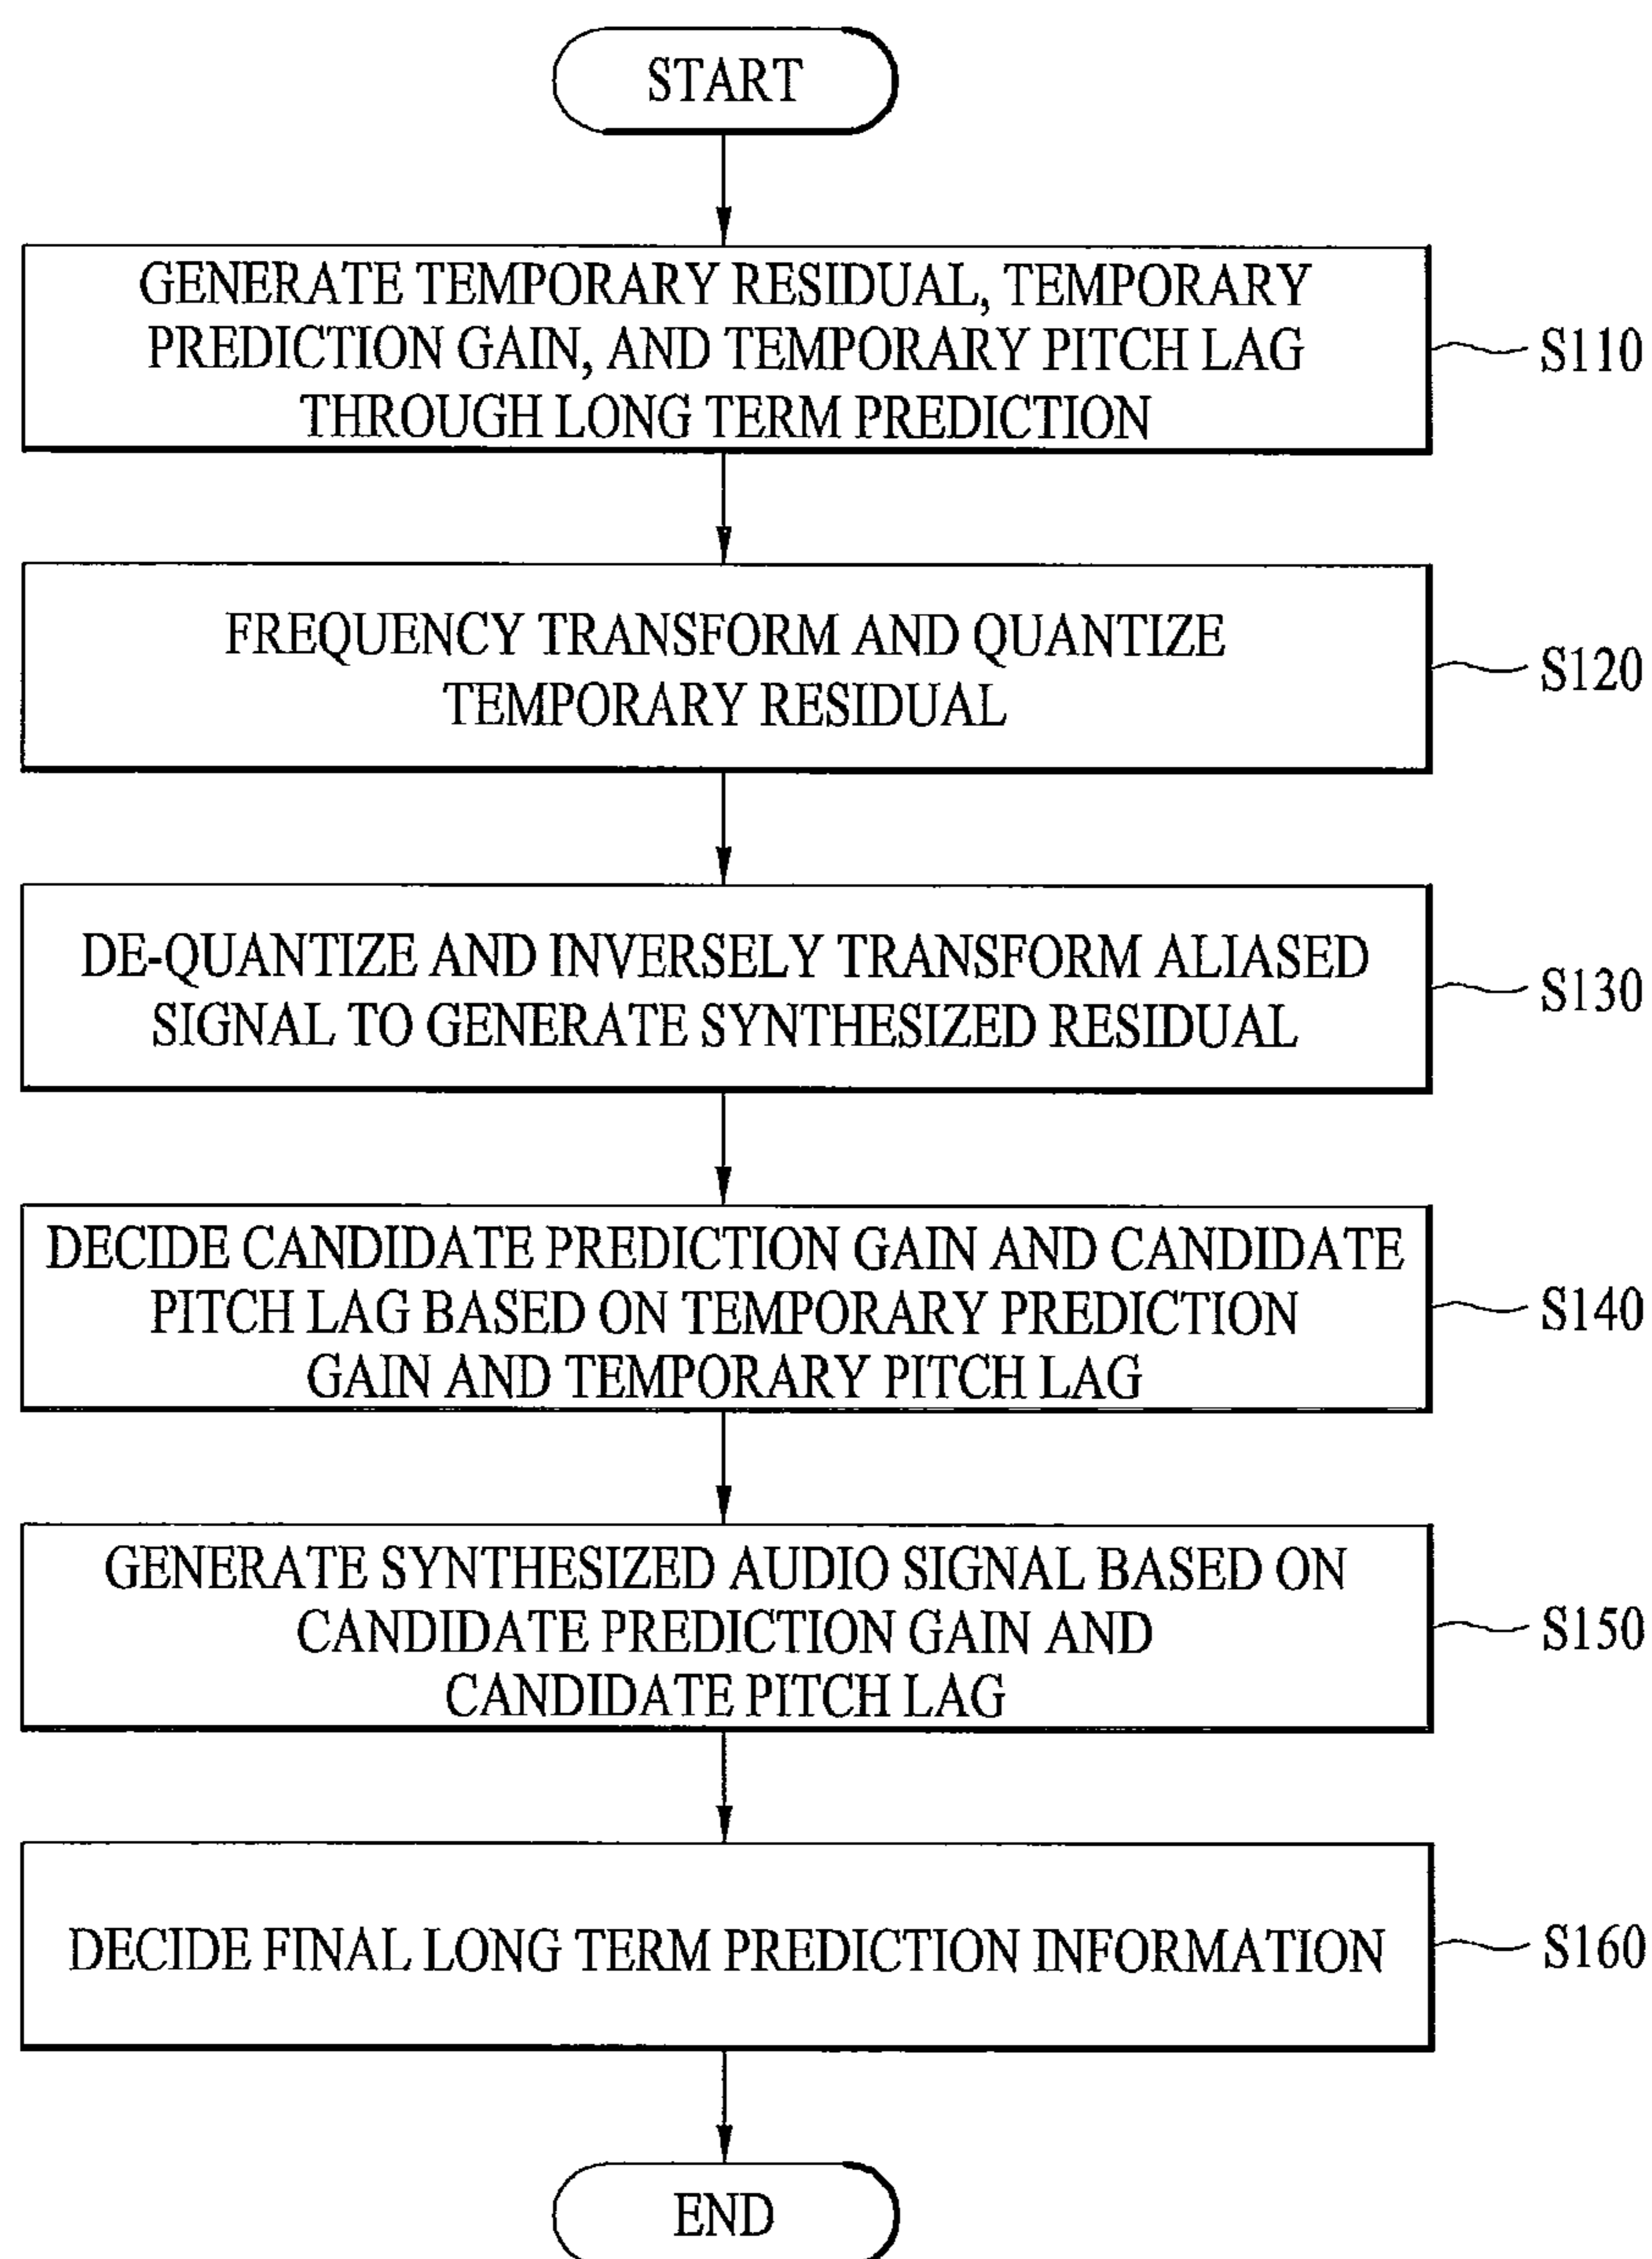 START
GENERATE TEMPORARY RESIDUAL, TEMPORARY
PREDICTION GAIN, AND TEMPORARY PITCH LAG
THROUGH LONG TERM PREDICTION
S110
FREQUENCY TRANSFORM AND QUANTIZE
TEMPORARY RESIDUAL
S120
DE-QUANTIZE AND INVERSELY TRANSFORM ALIASED
SIGNAL TO GENERATE SYNTHESIZED RESIDUAL
S130
DECIDE CANDIDATE PREDICTION GAIN AND CANDIDATE
PITCH LAG BASED ON TEMPORARY PREDICTION
GAIN AND TEMPORARY PITCH LAG
S140
GENERATE SYNTHESIZED AUDIO SIGNAL BASED ON
CANDIDATE PREDICTION GAIN AND
CANDIDATE PITCH LAG
S150
DECIDE FINAL LONG TERM PREDICTION INFORMATION
S160
END